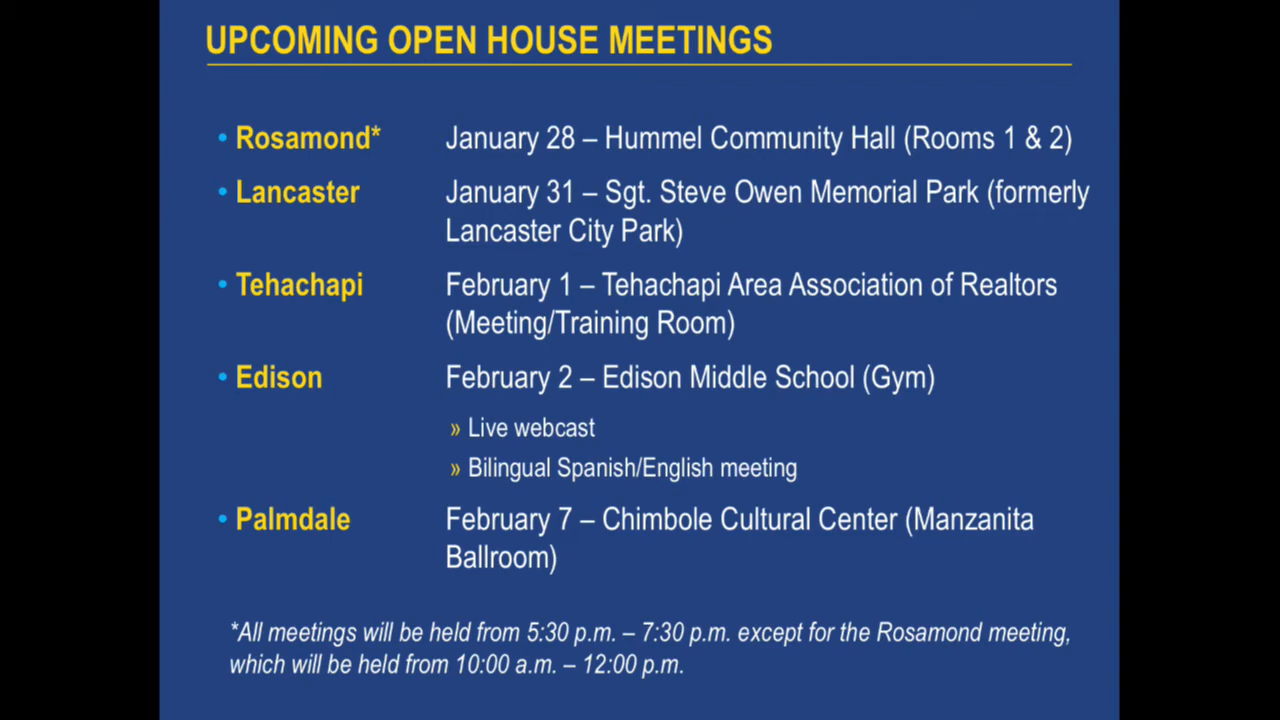 UPCOMING OPEN HOUSE MEETINGS
• Rosamond* January 28 – Hummel Community Hall (Rooms 1 & 2)
• Lancaster January 31 – Sgt. Steve Owen Memorial Park (formerly
Lancaster City Park)
• Tehachapi February 1 – Tehachapi Area Association of Realtors
(Meeting/Training Room)
• Edison February 2 – Edison Middle School (Gym)
» Live webcast
» Bilingual Spanish/English meeting
• Palmdale February 7 – Chimbole Cultural Center (Manzanita
Ballroom)
*All meetings will be held from 5:30 p.m. – 7:30 p.m. except for the Rosamond meeting,
which will be held from 10:00 a.m. – 12:00 p.m.